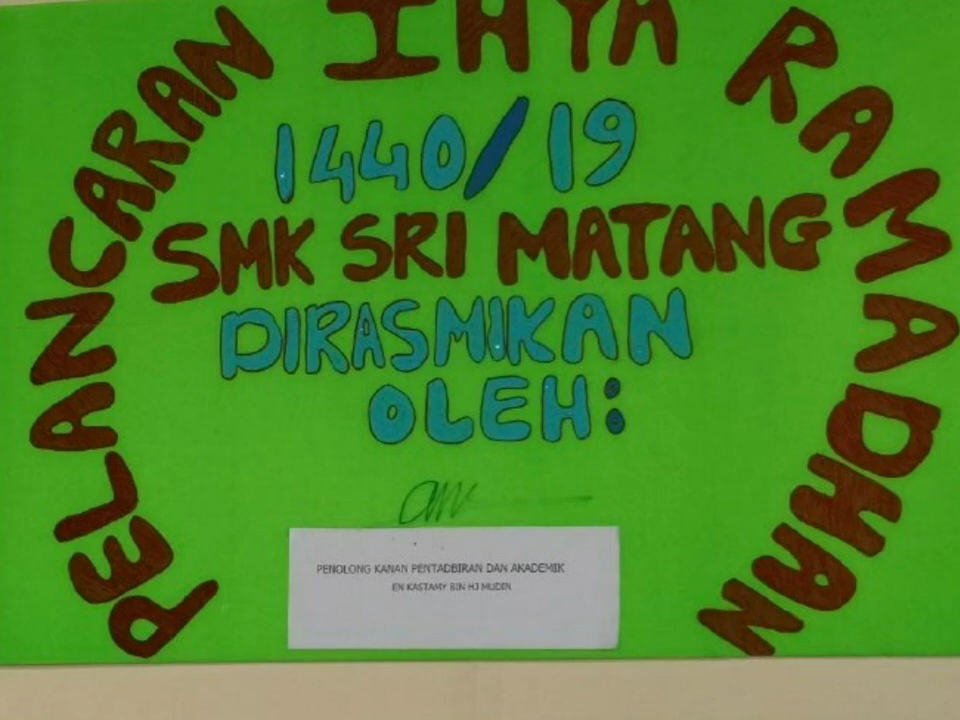 PELANCARAN IHYA RAMADHAN
1440/19
SMK SRI MATANG
DIRASMIKAN
OLEH:
PENOLONG KANAN PENTADBIRAN DAN AKADEMIK
EN KASTAMY BIN HJ MUDIN